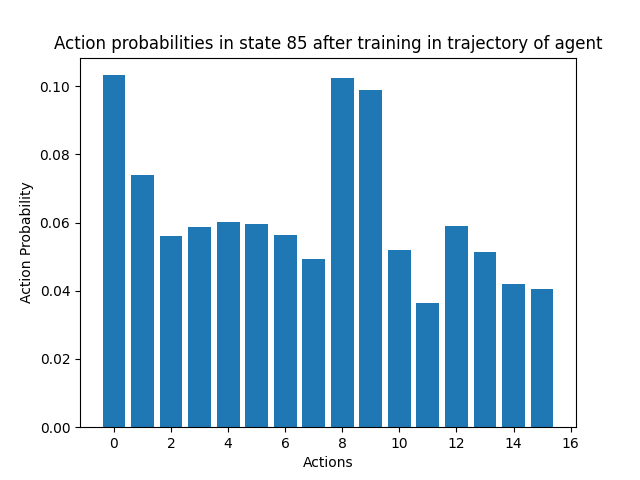 Action probabilities in state 85 after training in trajectory of agent
Action Probability
0.10
0.08
0.06
0.04
0.02
0.00
0 2 4 6 8 10 12 14 16
Actions